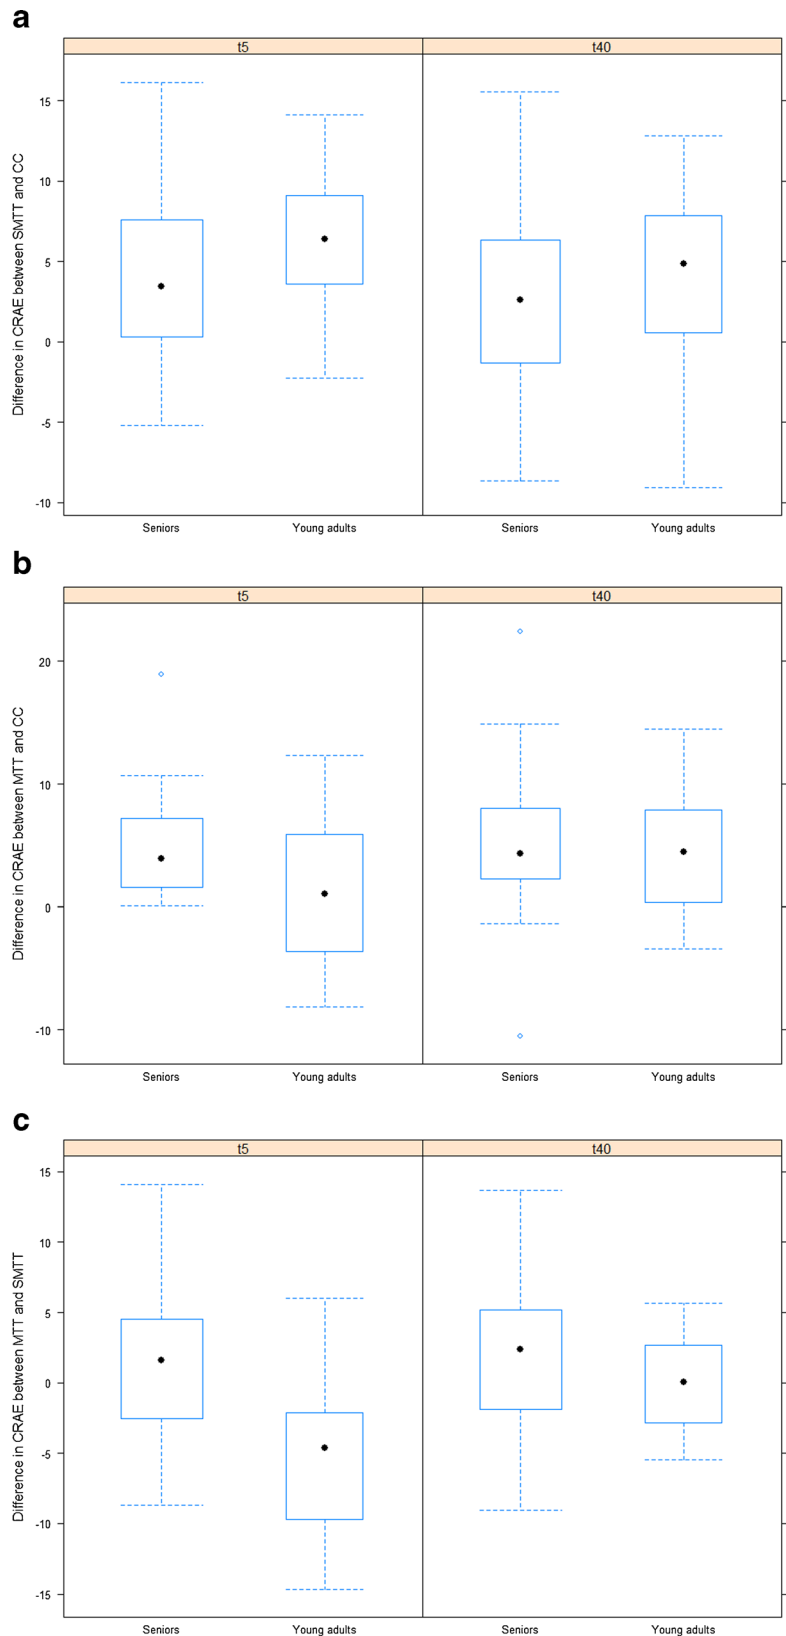 a
t5 t40
Difference in CRAE between SMTT and CC
15
10
5
0
-5
-10
Seniors Young adults Seniors Young adults
b
t5 t40
Difference in CRAE between MTT and CC
20
10
0
-10
Seniors Young adults Seniors Young adults
c
t5 t40
Difference in CRAE between MTT and SMTT
15
10
5
0
-5
-10
-15
Seniors Young adults Seniors Young adults